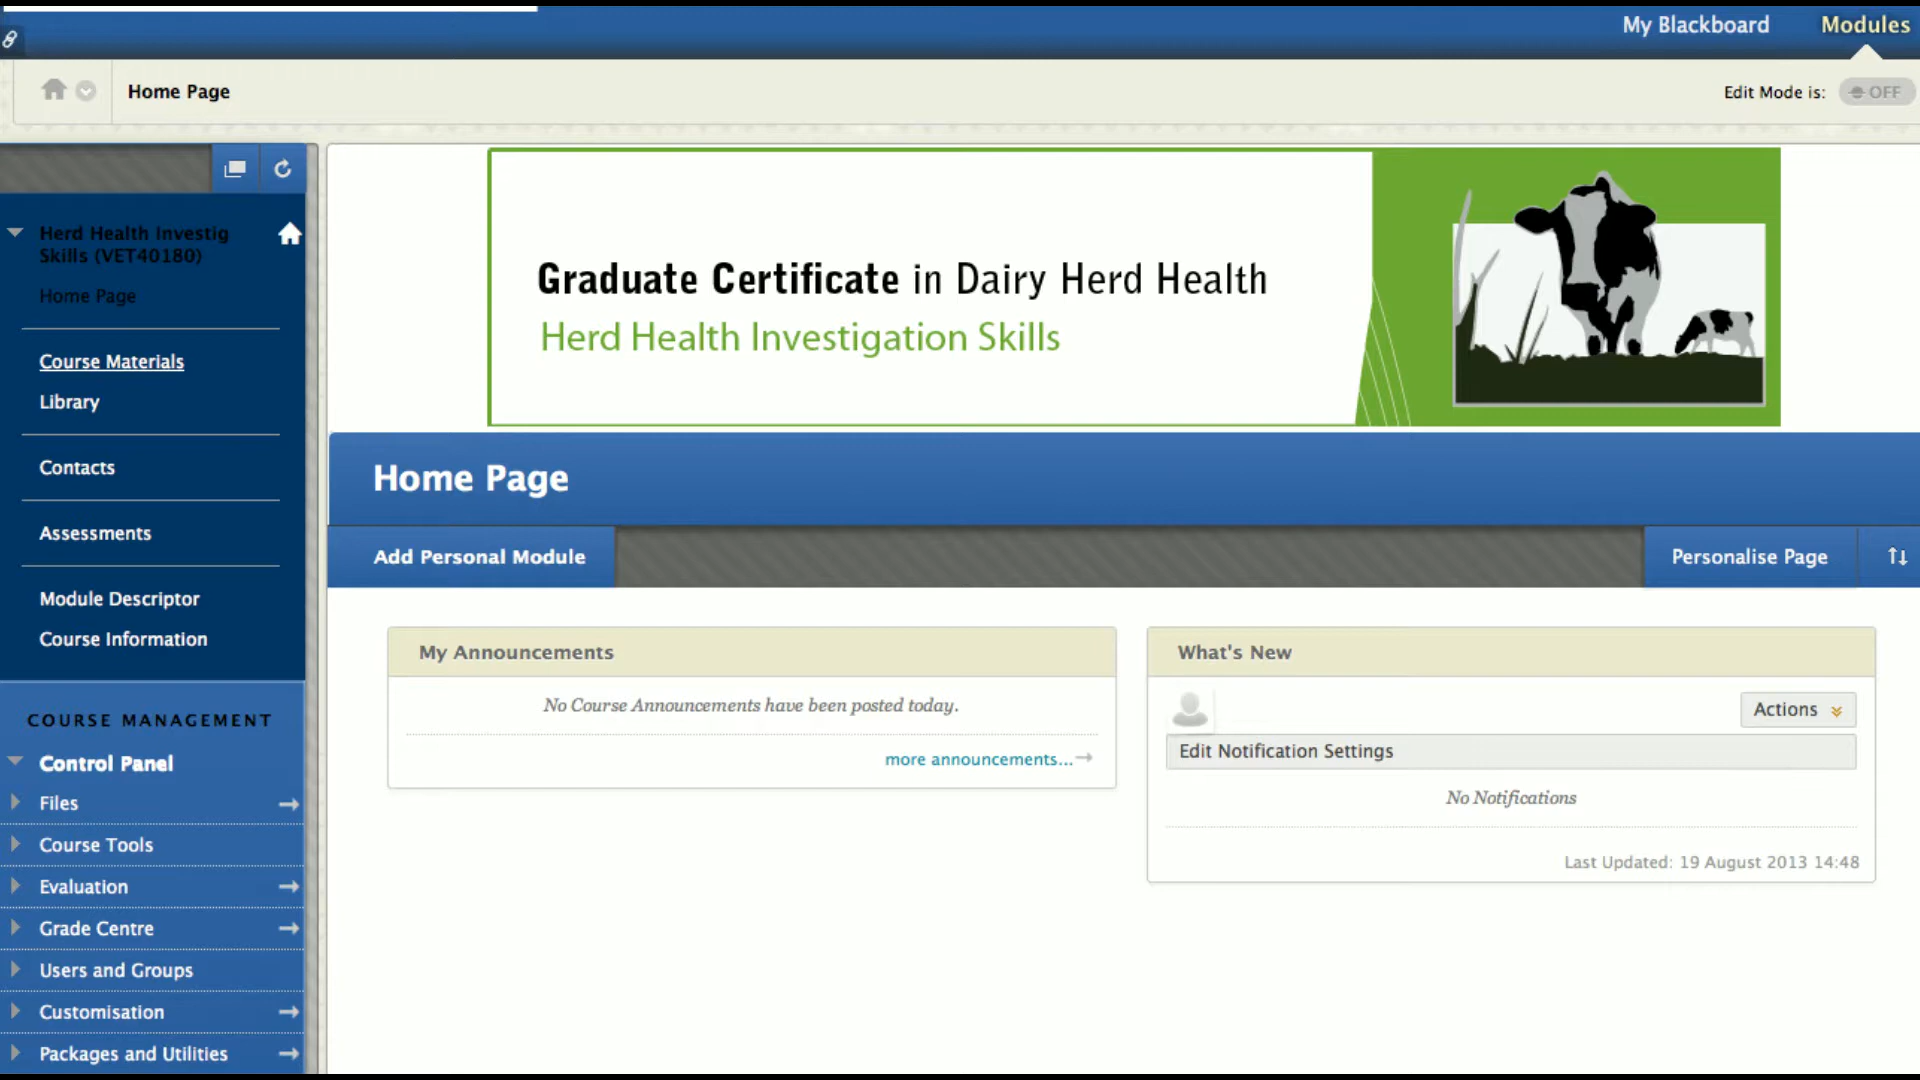 My Blackboard
Modules
Home Page
Edit Mode is:
OFF
Herd Health Investig
Skills (VET40180)
Home Page
Course Materials
Library
Contacts
Assessments
Module Descriptor
Course Information
COURSE MANAGEMENT
Control Panel
Files
Course Tools
Evaluation
Grade Centre
Users and Groups
Customisation
Packages and Utilities
Graduate Certificate in Dairy Herd Health
Herd Health Investigation Skills
Home Page
Add Personal Module
Personalise Page
My Announcements
No Course Announcements have been posted today.
more announcements...
What's New
Actions
Edit Notification Settings
No Notifications
Last Updated: 19 August 2013 14:48